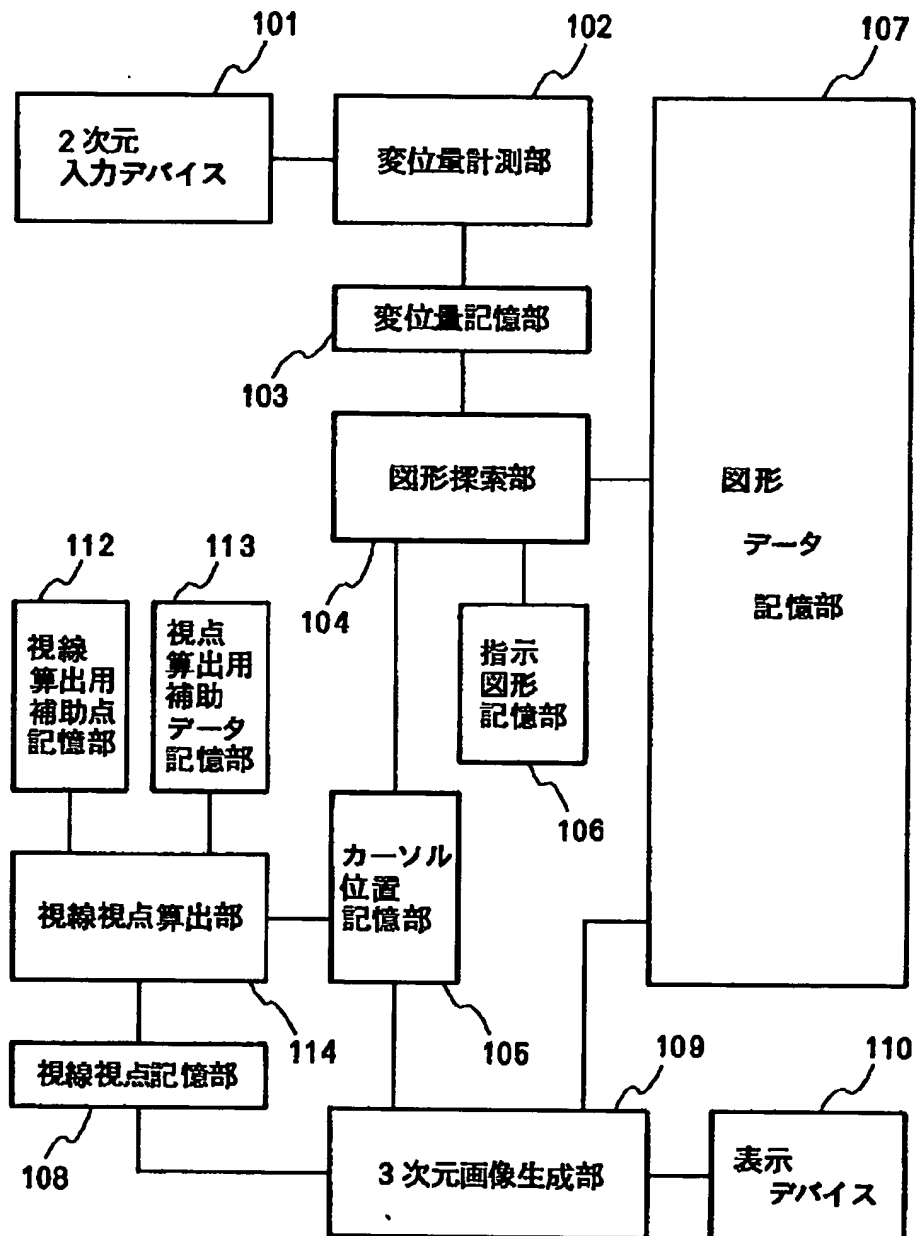 101
102
107
2次元
入力デバイス
変位量計測部
変位量記憶部
103
図形探索部
104
図形
データ
記憶部
112
113
視線
算出用
補助点
記憶部
視点
算出用
補助
データ
記憶部
指示
図形
記憶部
106
カーソル
位置
記憶部
105
視線視点算出部
114
視線視点記憶部
108
109
110
3次元画像生成部
表示
デバイス